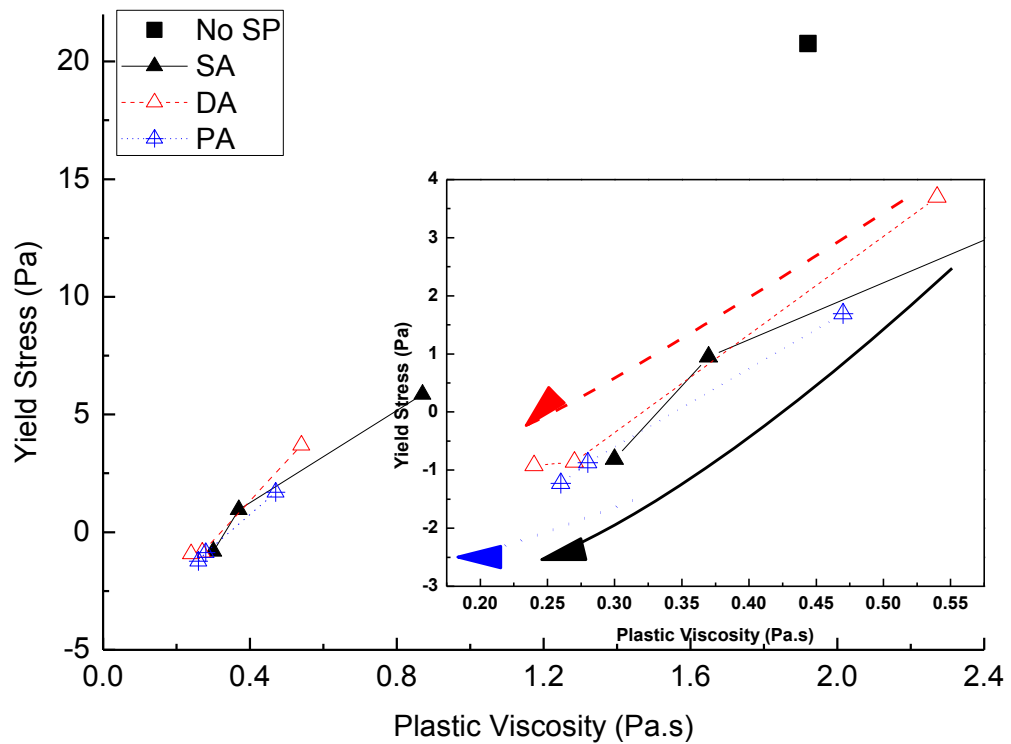 No SP
SA
DA
PA
20
15
10
5
0
-5
Yield Stress (Pa)
0.0 0.4 0.8 1.2 1.6 2.0 2.4
Plastic Viscosity (Pa.s)
4
3
2
1
0
-1
-2
-3
Yield Stress (Pa)
0.20 0.25 0.30 0.35 0.40 0.45 0.50 0.55
Plastic Viscosity (Pa.s)